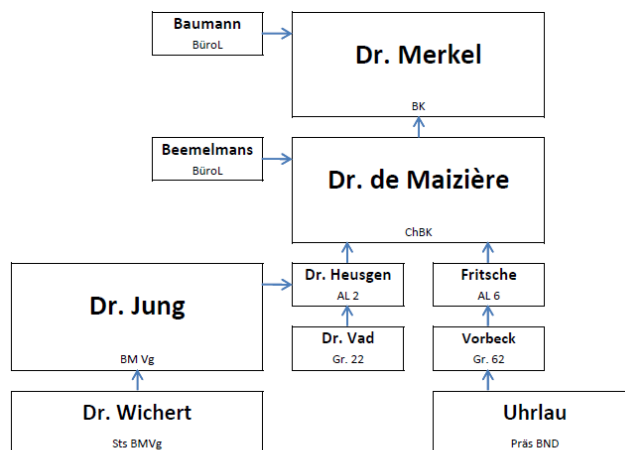 Baumann
BüroL
Dr. Merkel
BK
Beemelmans
BüroL
Dr. de Maizière
ChBK
Dr. Jung
BM Vg
Dr. Heusgen
AL 2
Fritsche
AL 6
Dr. Vad
Gr. 22
Vorbeck
Gr. 62
Dr. Wichert
Sts BMVg
Uhrlau
Präs BND